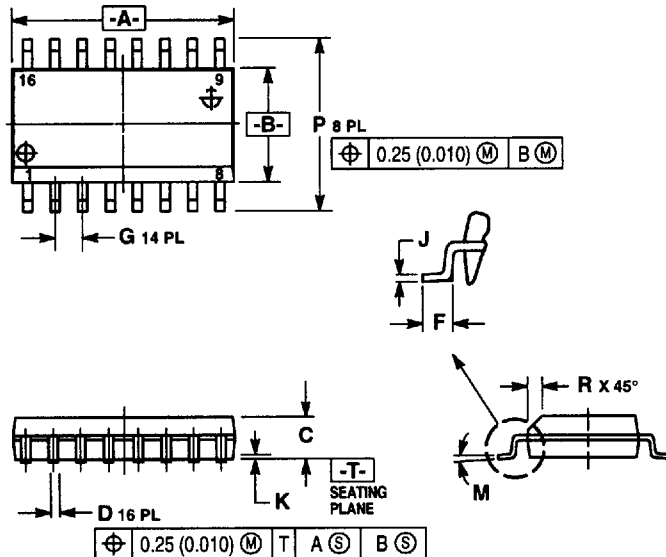 -A-
16 9
-B-
P 8 PL
⌖ 0.25 (0.010) Ⓜ B Ⓜ
1 8
G 14 PL
J
F
R X 45°
C
-T-
SEATING
PLANE
K
M
D 16 PL
⌖ 0.25 (0.010) Ⓜ T A Ⓢ B Ⓢ